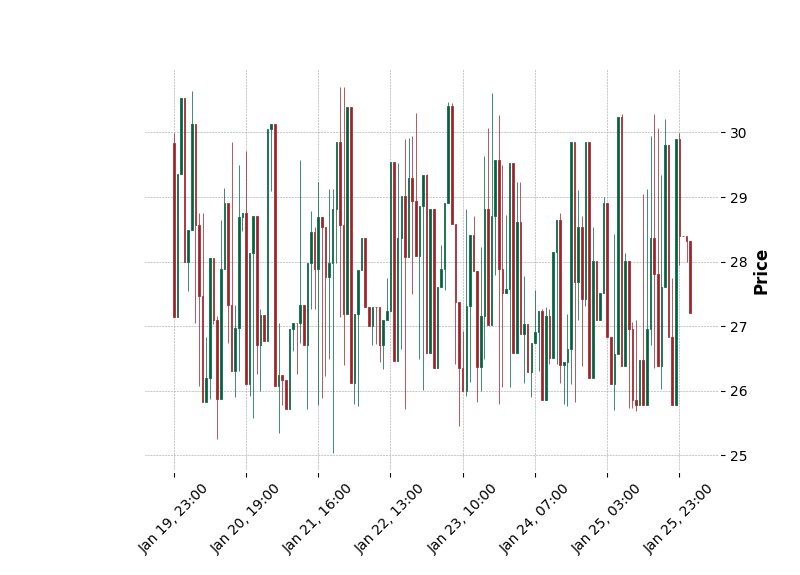 30
29
28
27
26
25
Price
Jan 19, 23:00
Jan 20, 19:00
Jan 21, 16:00
Jan 22, 13:00
Jan 23, 10:00
Jan 24, 07:00
Jan 25, 03:00
Jan 25, 23:00